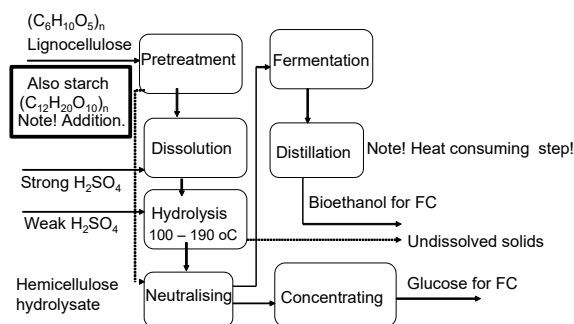 (C₆H₁₀O₅)ₙ
Lignocellulose
Also starch
(C₁₂H₂₀O₁₀)ₙ
Note! Addition.
Pretreatment
Fermentation
Dissolution
Distillation
Note! Heat consuming step!
Strong H₂SO₄
Weak H₂SO₄
Hydrolysis
100 – 190 oC
Bioethanol for FC
Undissolved solids
Hemicellulose
hydrolysate
Neutralising
Concentrating
Glucose for FC